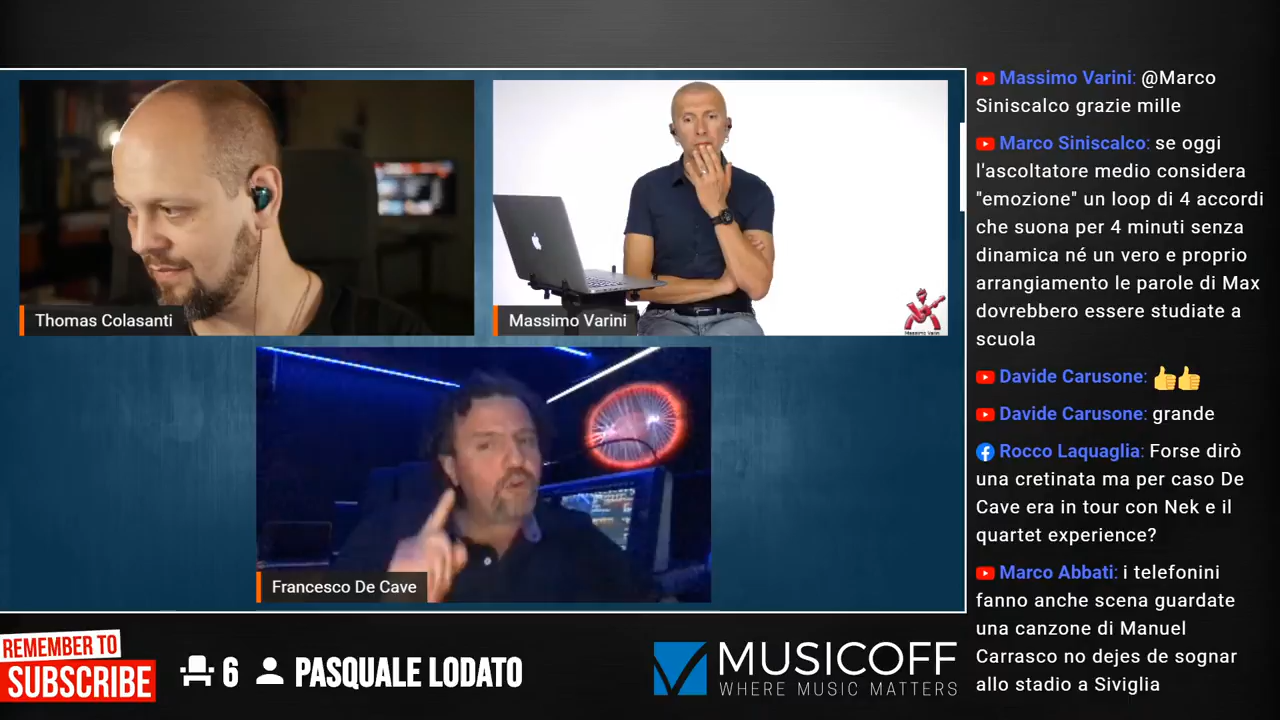 Thomas Colasanti
Massimo Varini
Massimo Varini
Francesco De Cave
Massimo Varini: @Marco
Siniscalco grazie mille
Marco Siniscalco: se oggi
l'ascoltatore medio considera
"emozione" un loop di 4 accordi
che suona per 4 minuti senza
dinamica né un vero e proprio
arrangiamento le parole di Max
dovrebbero essere studiate a
scuola
Davide Carusone: 👍👍
Davide Carusone: grande
Rocco Laquaglia: Forse dirò
una cretinata ma per caso De
Cave era in tour con Nek e il
quartet experience?
Marco Abbati: i telefonini
fanno anche scena guardate
una canzone di Manuel
Carrasco no dejes de sognar
allo stadio a Siviglia
REMEMBER TO
SUBSCRIBE
6 PASQUALE LODATO
MUSICOFF
WHERE MUSIC MATTERS